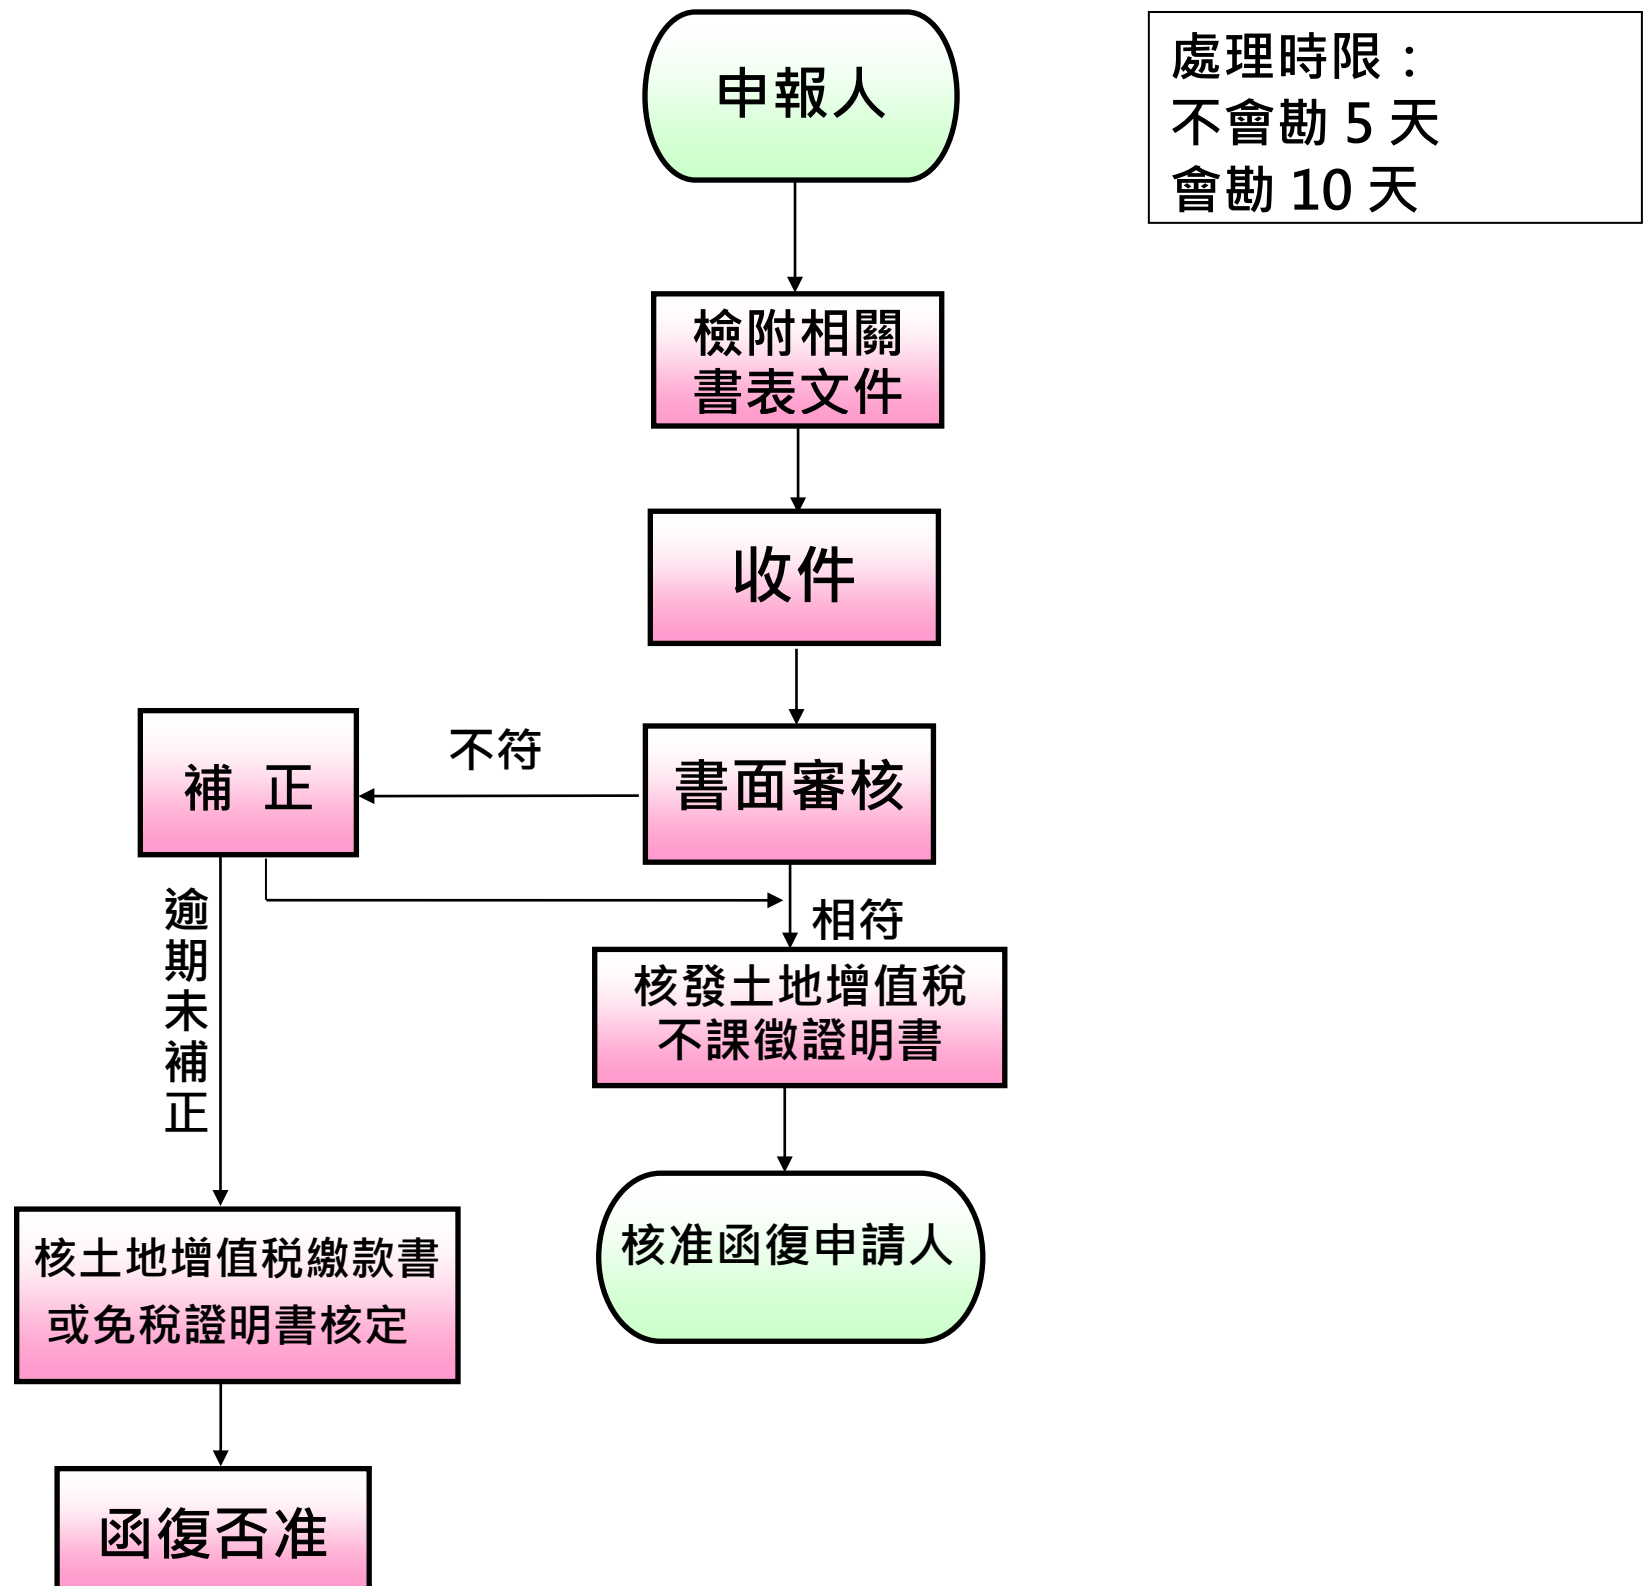 申報人
處理時限：
不會勘 5 天
會勘 10 天
檢附相關
書表文件
收件
書面審核
不符
補 正
相符
逾期未補正
核發土地增值稅
不課徵證明書
核准函復申請人
核土地增值稅繳款書
或免稅證明書核定
函復否准